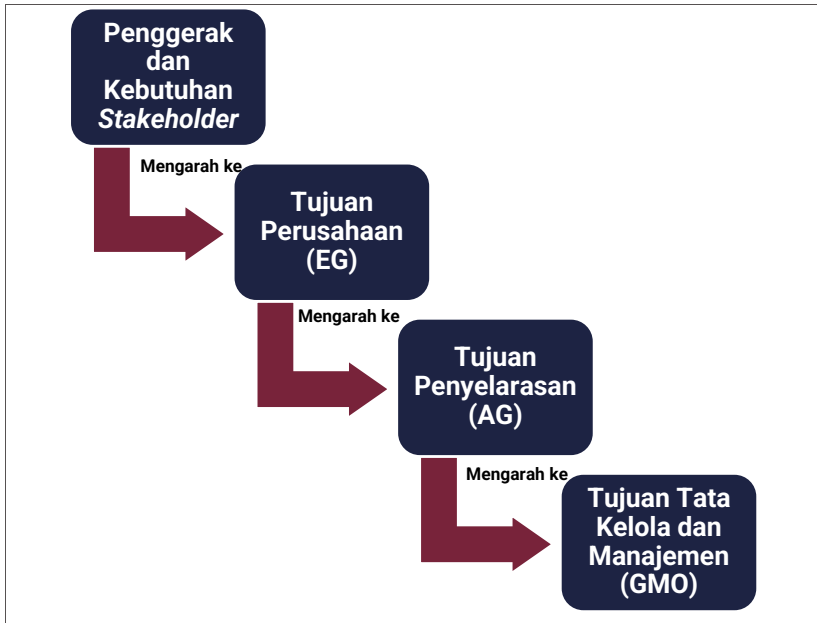 Penggerak
dan
Kebutuhan
Stakeholder
Mengarah ke
Tujuan
Perusahaan
(EG)
Mengarah ke
Tujuan
Penyelarasan
(AG)
Mengarah ke
Tujuan Tata
Kelola dan
Manajemen
(GMO)